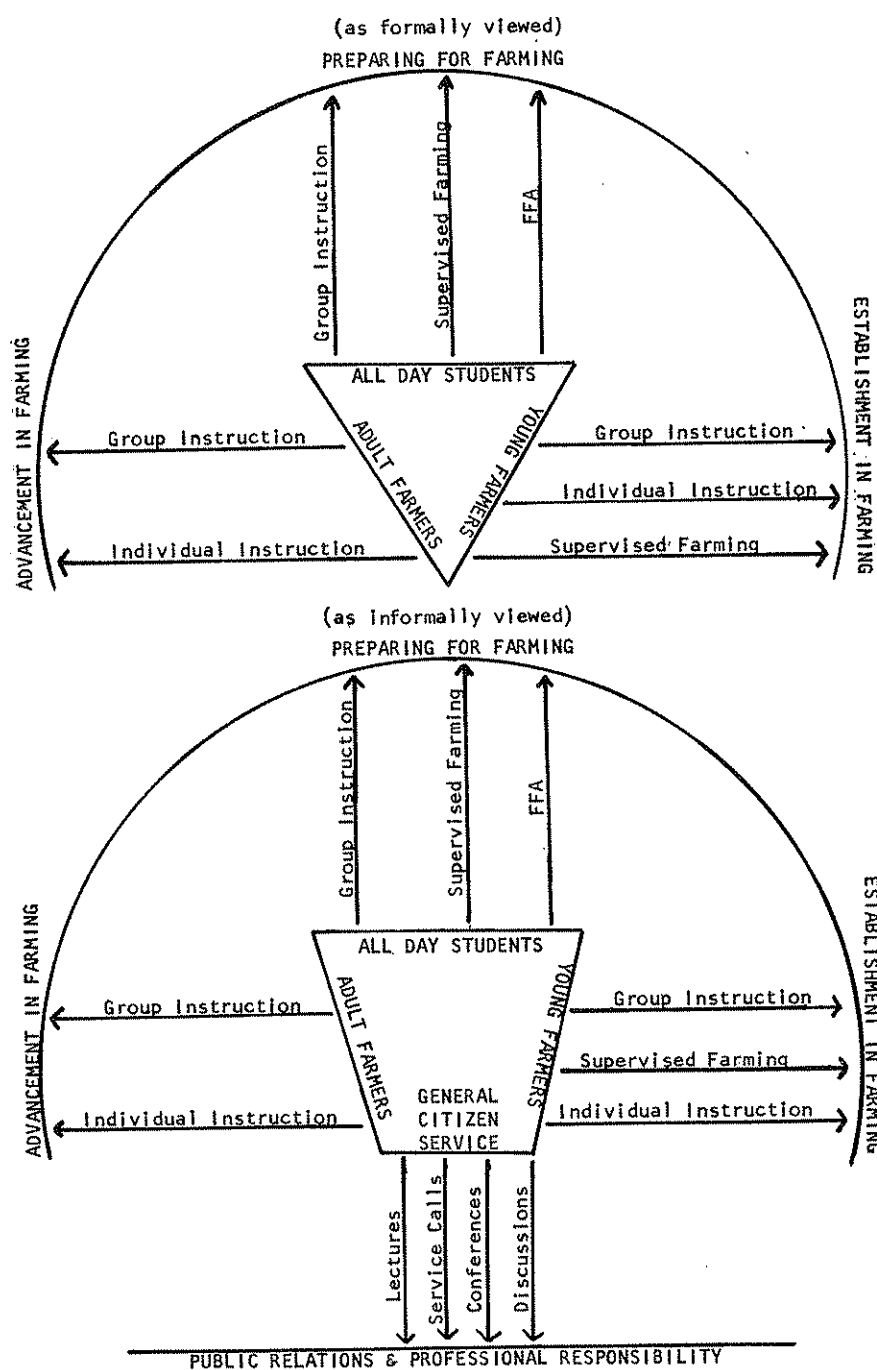 (as formally viewed)
PREPARING FOR FARMING
Group Instruction
Supervised Farming
FFA
ADVANCEMENT IN FARMING
ESTABLISHMENT IN FARMING
ALL DAY STUDENTS
ADULT FARMERS
YOUNG FARMERS
Group Instruction
Group Instruction
Individual Instruction
Individual Instruction
Supervised Farming
(as informally viewed)
PREPARING FOR FARMING
Group Instruction
Supervised Farming
FFA
ADVANCEMENT IN FARMING
ESTABLISHMENT IN FARMING
ALL DAY STUDENTS
ADULT FARMERS
YOUNG FARMERS
Group Instruction
Group Instruction
Supervised Farming
Individual Instruction
Individual Instruction
GENERAL
CITIZEN
SERVICE
Lectures
Service Calls
Conferences
Discussions
PUBLIC RELATIONS & PROFESSIONAL RESPONSIBILITY